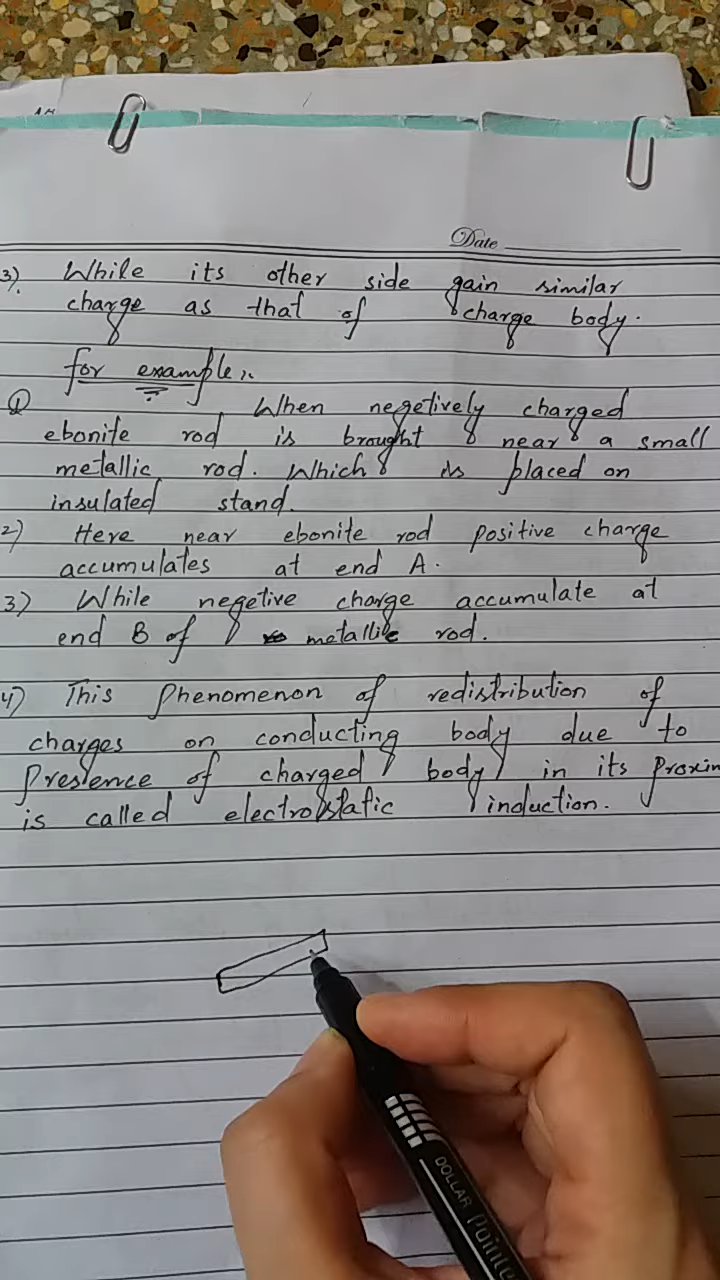 Date
3). While its other side gain similar
charge as that of charge body.
for example:.
① When negetively charged
ebonite rod is brought near a small
metallic rod. Which is placed on
insulated stand.
2) Here near ebonite rod positive charge
accumulates at end A.
3) While negetive charge accumulate at
end B of metallic rod.
4) This Phenomenon of redistribution of
charges on conducting body due to
Presence of charged body in its Proxim
is called electrostatic induction.
DOLLAR Pointe